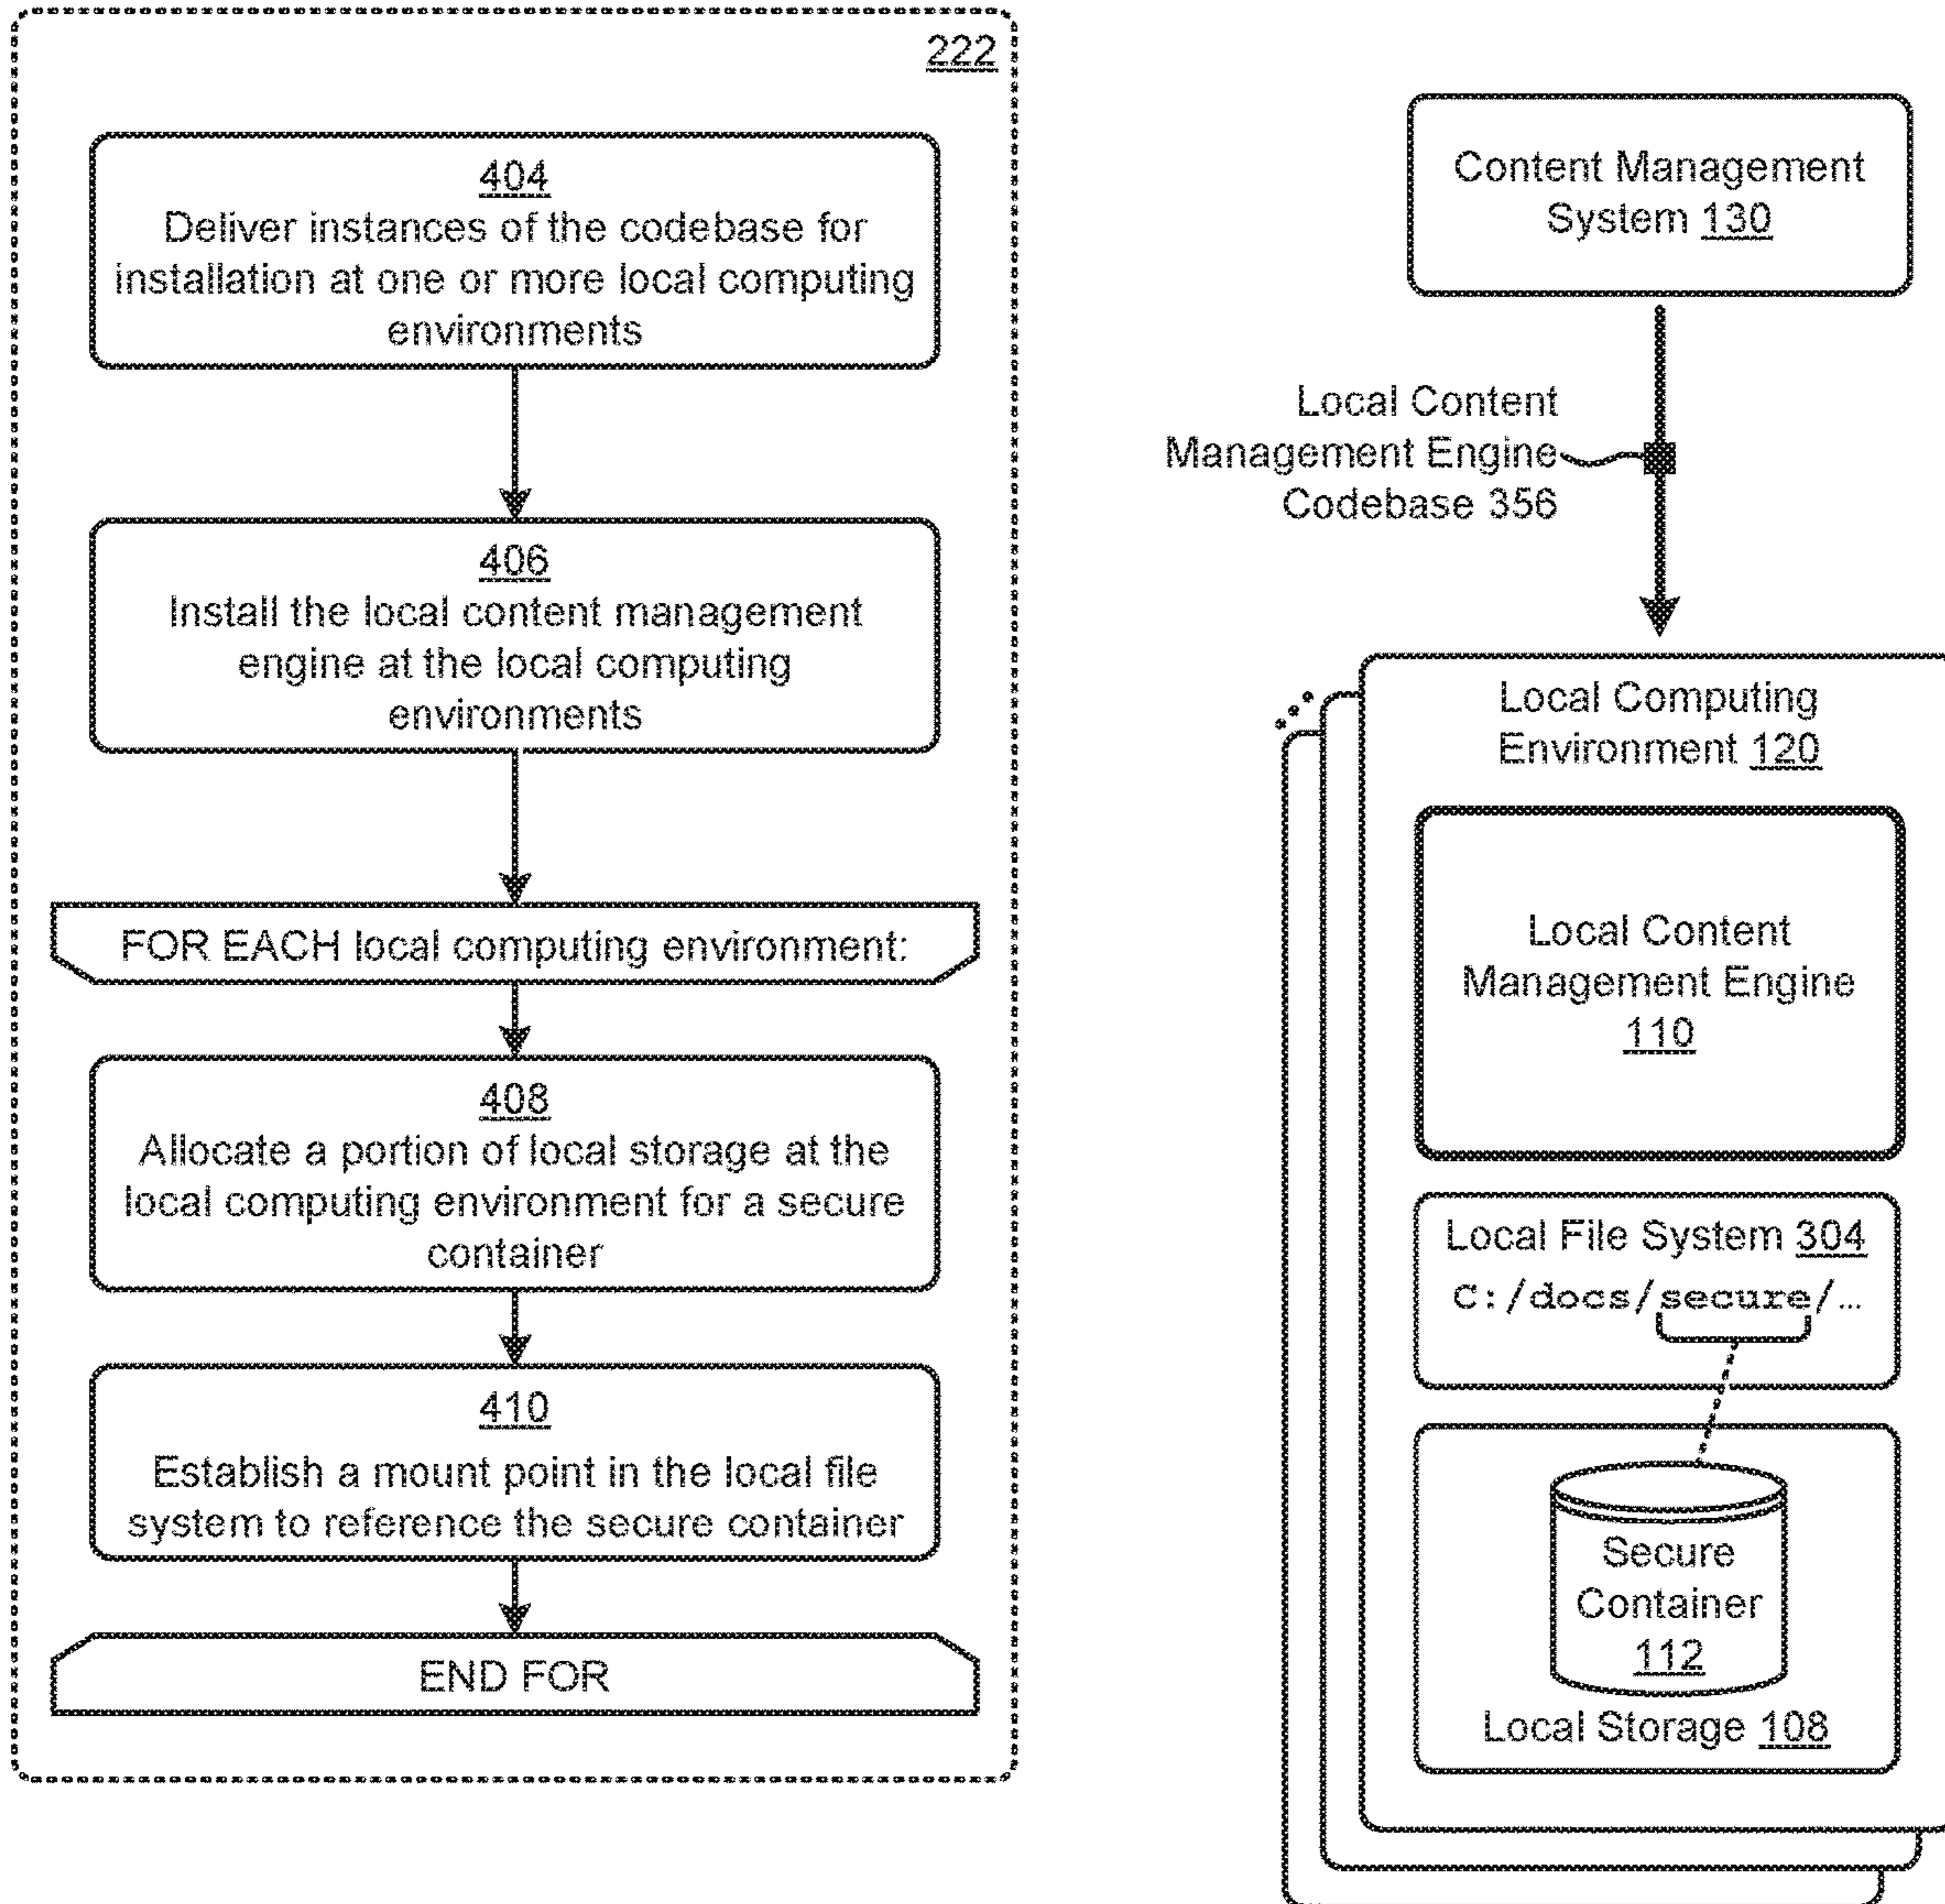 222
404
Deliver instances of the codebase for
installation at one or more local computing
environments
406
Install the local content management
engine at the local computing
environments
FOR EACH local computing environment:
408
Allocate a portion of local storage at the
local computing environment for a secure
container
410
Establish a mount point in the local file
system to reference the secure container
END FOR
Content Management
System 130
Local Content
Management Engine
Codebase 356
Local Computing
Environment 120
Local Content
Management Engine
110
Local File System 304
C:/docs/secure/...
Secure
Container
112
Local Storage 108